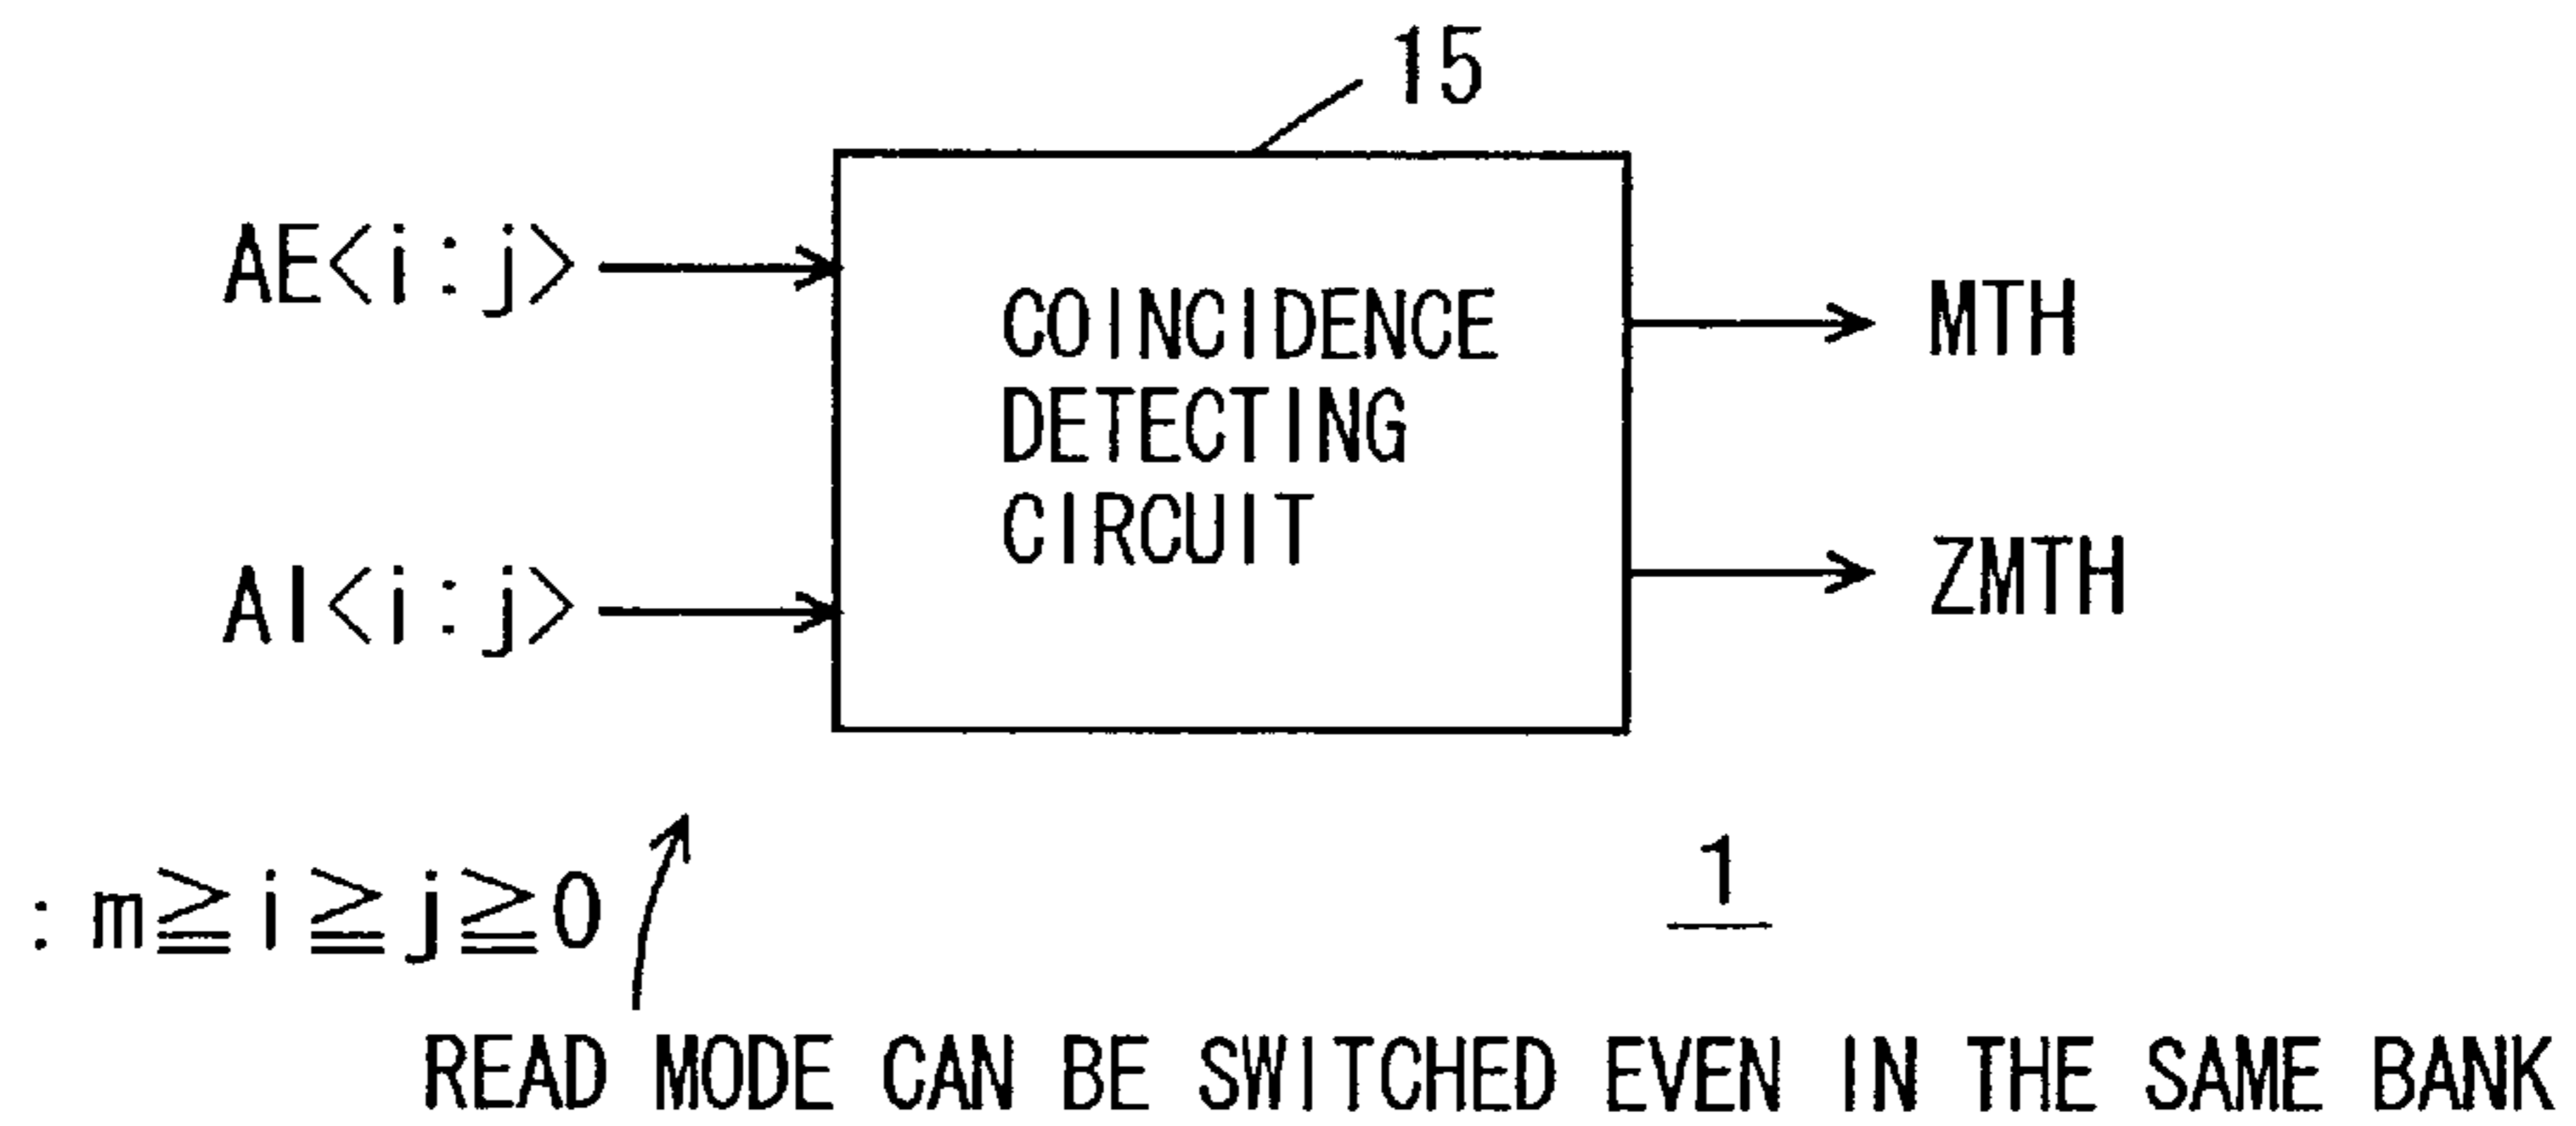 15
AE<i:j>
COINCIDENCE
DETECTING
CIRCUIT
MTH
AI<i:j>
ZMTH
:m≧i≧j≧0
1
READ MODE CAN BE SWITCHED EVEN IN THE SAME BANK